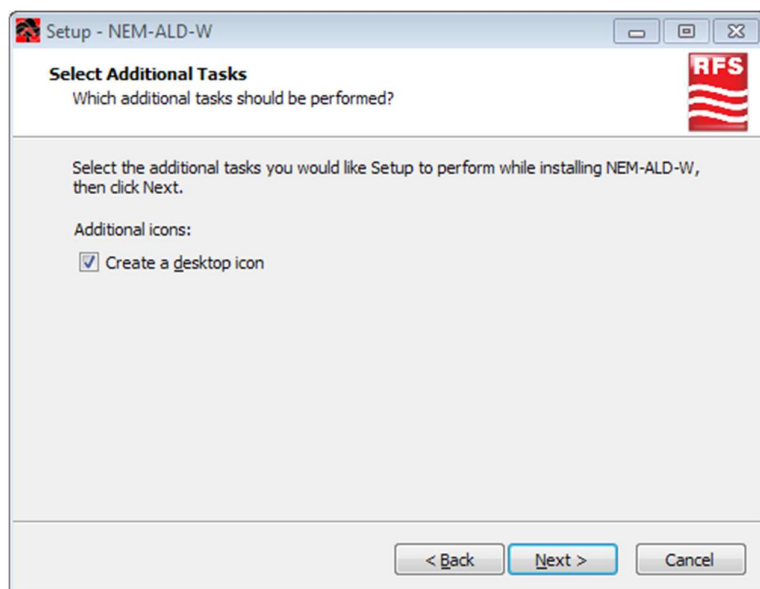 Setup - NEM-ALD-W
RFS
Select Additional Tasks
Which additional tasks should be performed?
Select the additional tasks you would like Setup to perform while installing NEM-ALD-W,
then click Next.
Additional icons:
Create a desktop icon
< Back Next > Cancel